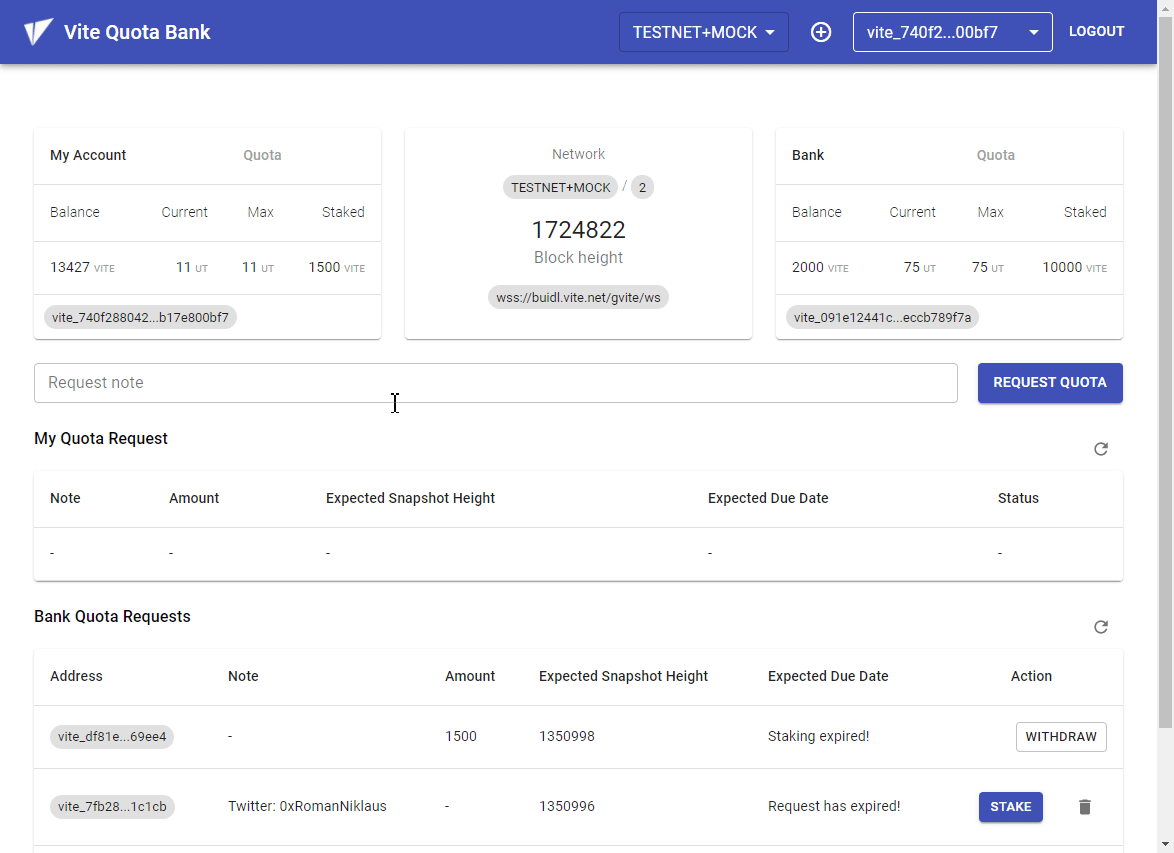 Vite Quota Bank
TESTNET+MOCK
vite_740f2...00bf7
LOGOUT
My Account Quota
Balance Current Max Staked
13427 VITE 11 UT 11 UT 1500 VITE
vite_740f288042...b17e800bf7
Network
TESTNET+MOCK / 2
1724822
Block height
wss://buidl.vite.net/gvite/ws
Bank Quota
Balance Current Max Staked
2000 VITE 75 UT 75 UT 10000 VITE
vite_091e12441c...eccb789f7a
Request note
REQUEST QUOTA
My Quota Request
Note Amount Expected Snapshot Height Expected Due Date Status
- - - - -
Bank Quota Requests
Address Note Amount Expected Snapshot Height Expected Due Date Action
vite_df81e...69ee4 - 1500 1350998 Staking expired! WITHDRAW
vite_7fb28...1c1cb Twitter: 0xRomanNiklaus - 1350996 Request has expired! STAKE